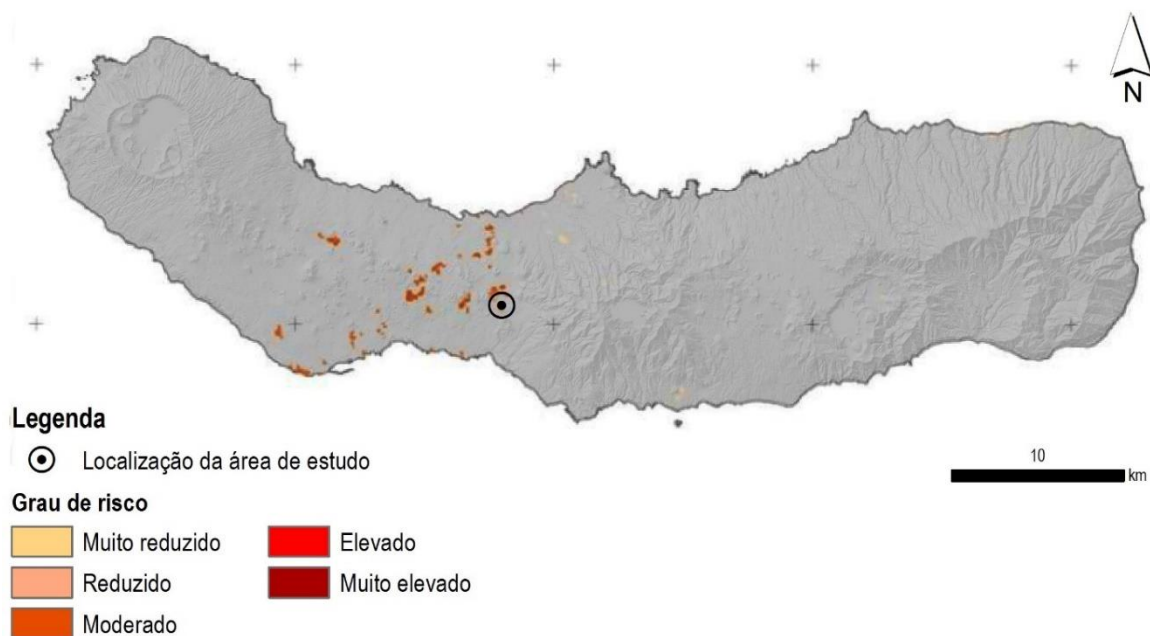 N
Legenda
Localização da área de estudo
10
km
Grau de risco
Muito reduzido
Elevado
Reduzido
Muito elevado
Moderado